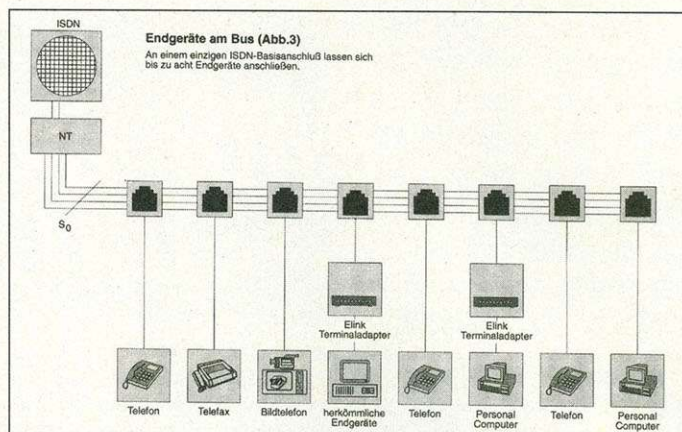 ISDN
Endgeräte am Bus (Abb.3)
An einem einzigen ISDN-Basisanschluß lassen sich
bis zu acht Endgeräte anschließen.
NT
S0
Elink
Terminaladapter
Elink
Terminaladapter
Telefon
Telefax
Bildtelefon
herkömmliche
Endgeräte
Telefon
Personal
Computer
Telefon
Personal
Computer